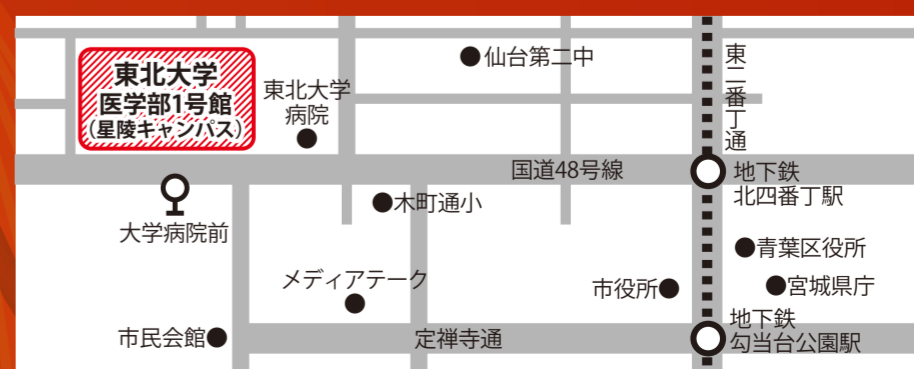 東北大学
医学部1号館
（星陵キャンパス）
東北大学
病院
●仙台第二中
東二番丁通
国道48号線
地下鉄
北四番丁駅
大学病院前
●木町通小
●青葉区役所
メディアテーク
市役所●
●宮城県庁
市民会館●
定禅寺通
地下鉄
勾当台公園駅